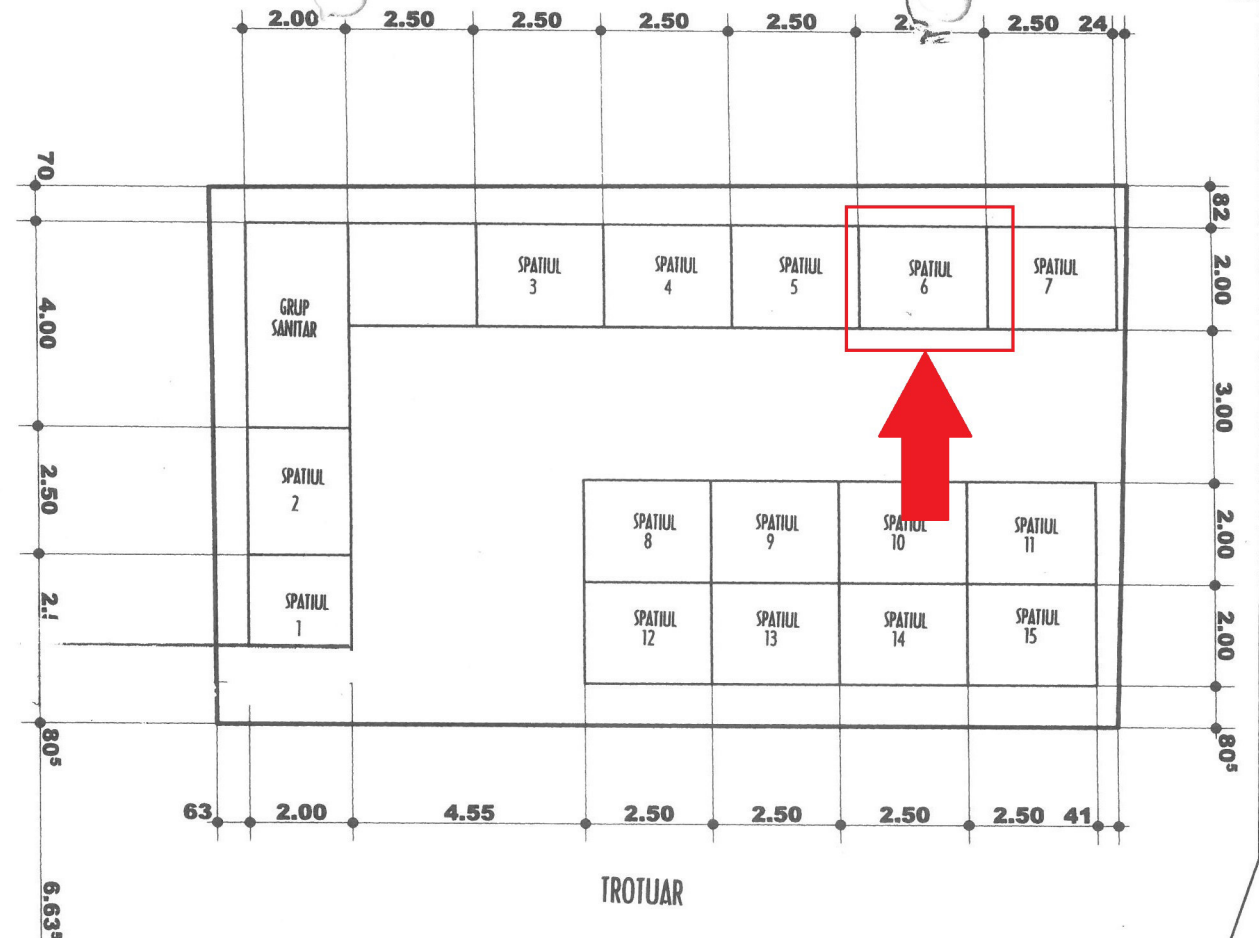 2.00 2.50 2.50 2.50 2.50 2.50 24
70
82
SPATIUL
3
SPATIUL
4
SPATIUL
5
SPATIUL
6
SPATIUL
7
2.00
GRUP
SANITAR
4.00
3.00
SPATIUL
2
2.50
SPATIUL
8
SPATIUL
9
SPATIUL
10
SPATIUL
11
2.00
SPATIUL
1
SPATIUL
12
SPATIUL
13
SPATIUL
14
SPATIUL
15
2.00
80⁵
80⁵
63 2.00 4.55 2.50 2.50 2.50 2.50 41
TROTUAR
6.63⁵